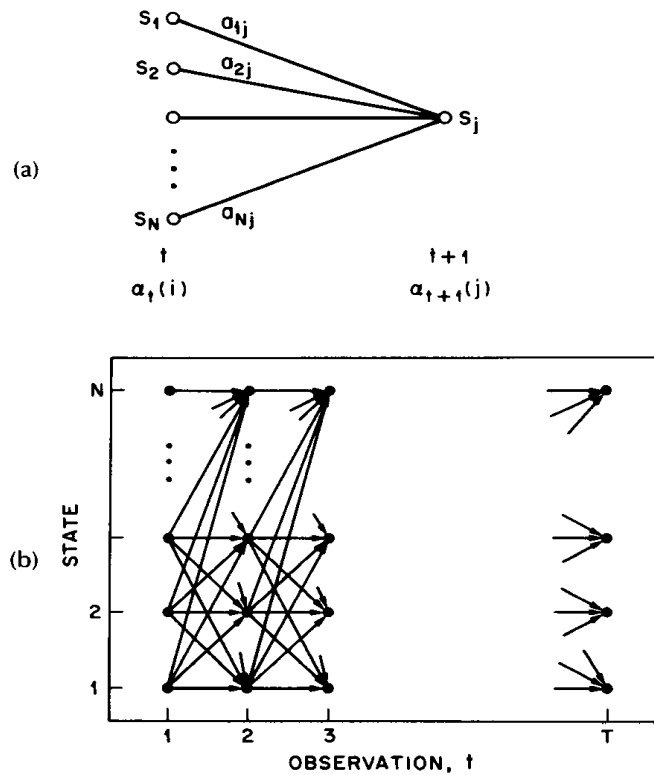 (a)
S1 a1j
S2 a2j
Sj
SN aNj
t t+1
αt(i) αt+1(j)
(b)
STATE
N
2
1
1 2 3 T
OBSERVATION, t